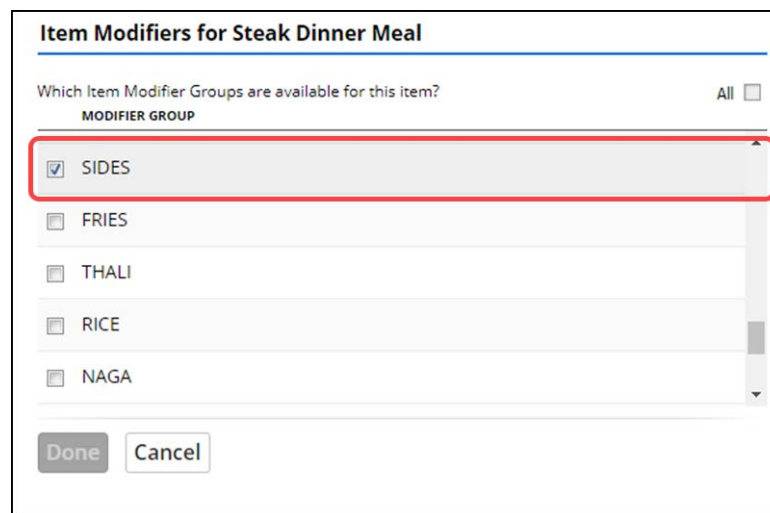 Item Modifiers for Steak Dinner Meal
Which Item Modifier Groups are available for this item? All
MODIFIER GROUP
SIDES
FRIES
THALI
RICE
NAGA
Done Cancel